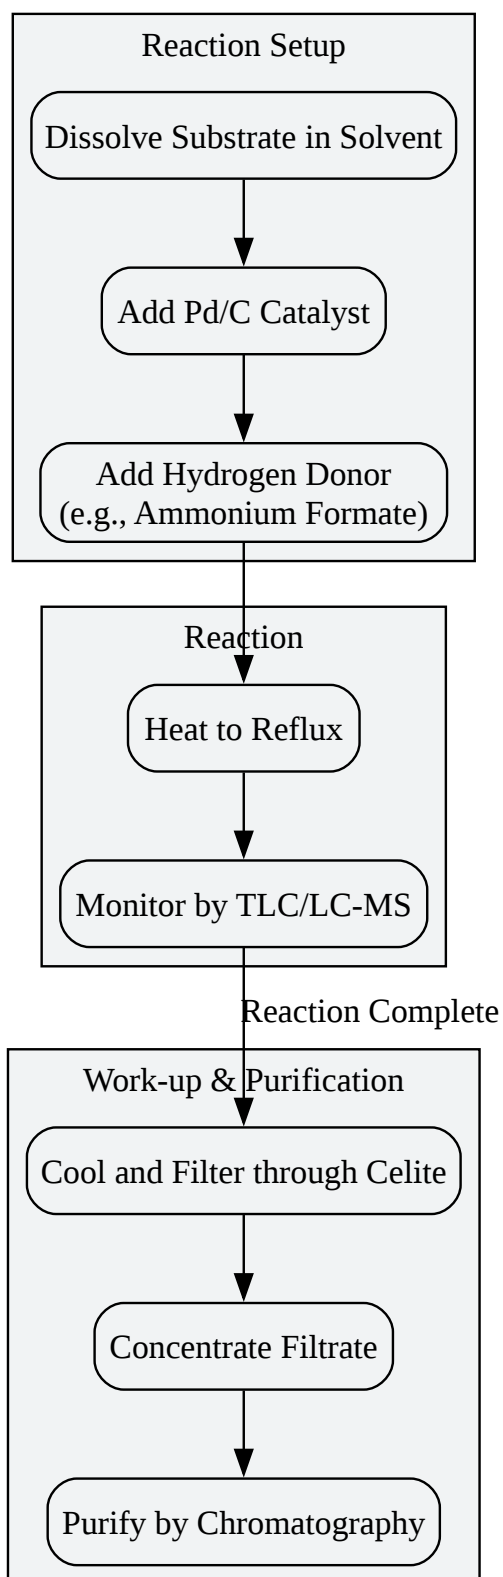 Reaction Setup
Dissolve Substrate in Solvent
Add Pd/C Catalyst
Add Hydrogen Donor
(e.g., Ammonium Formate)
Reaction
Heat to Reflux
Monitor by TLC/LC-MS
Reaction Complete
Work-up & Purification
Cool and Filter through Celite
Concentrate Filtrate
Purify by Chromatography